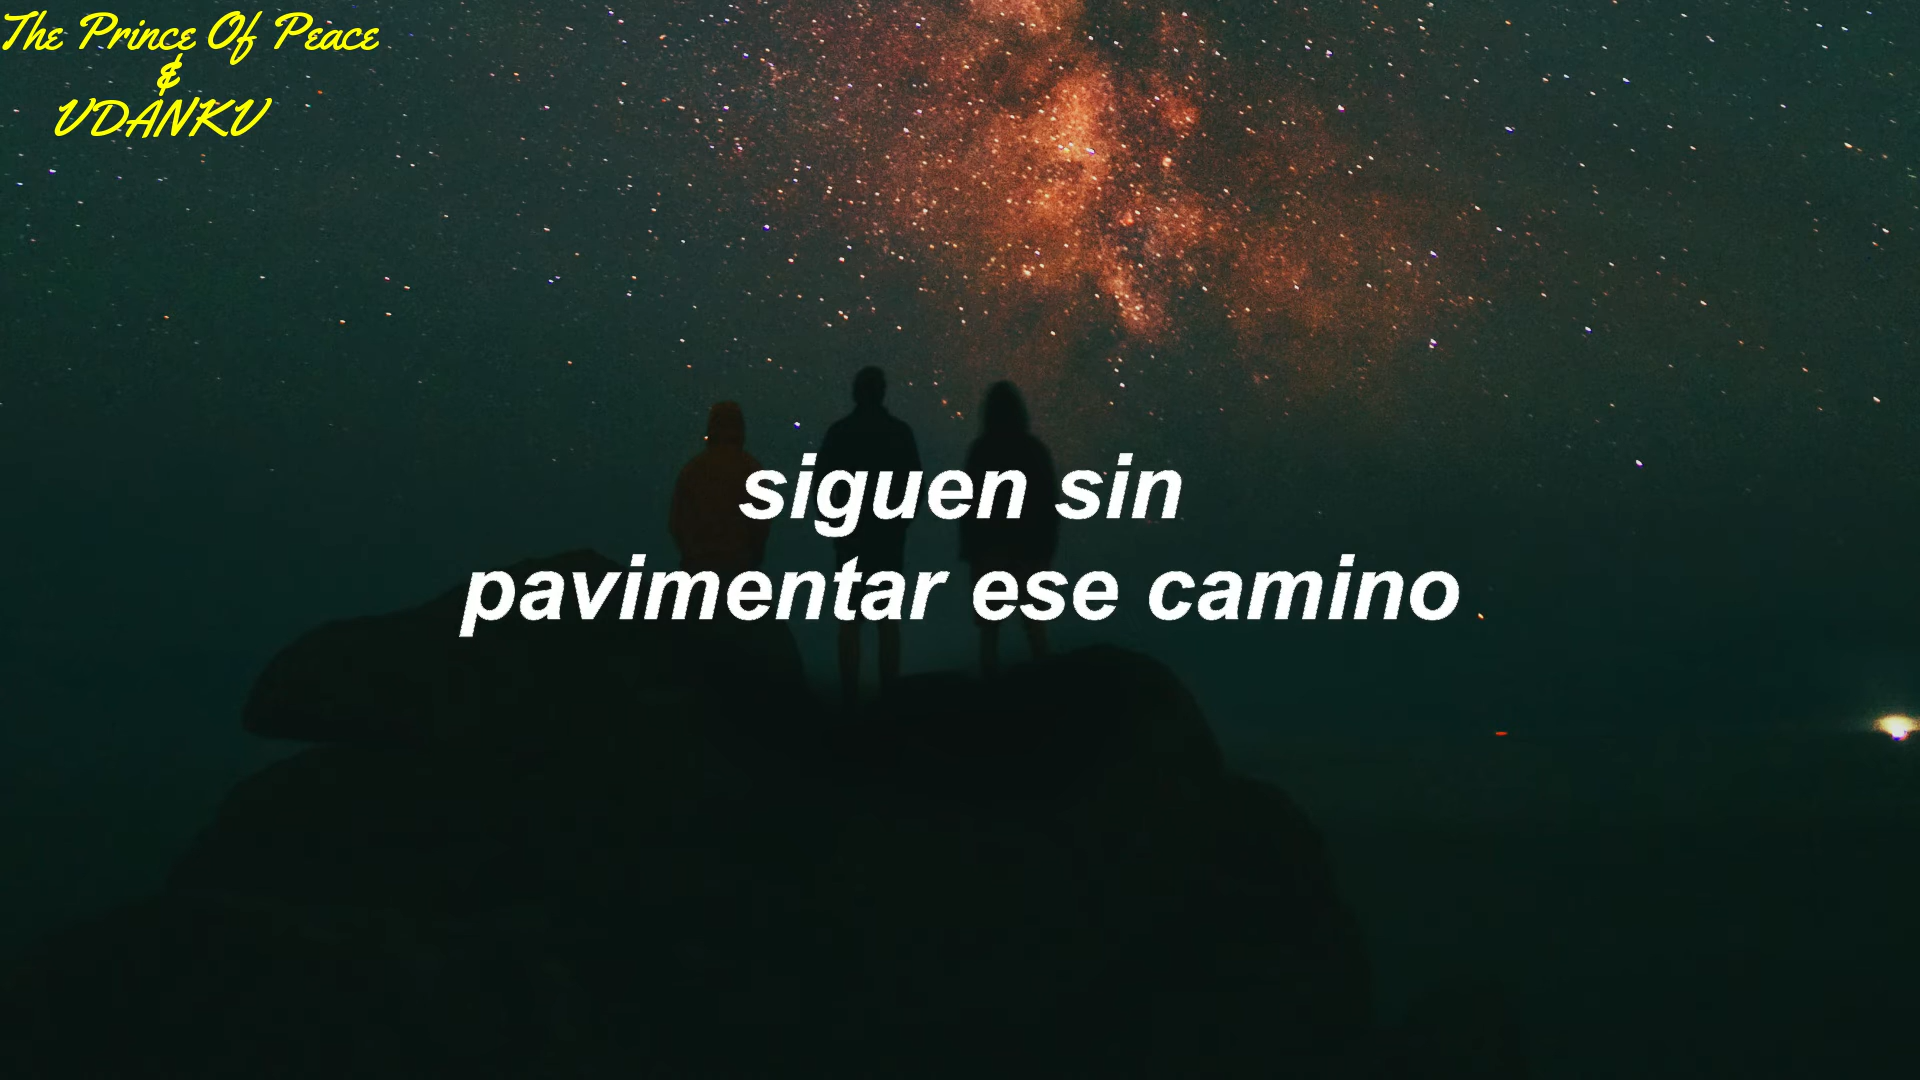 The Prince Of Peace
&
VDANKV
siguen sin
pavimentar ese camino